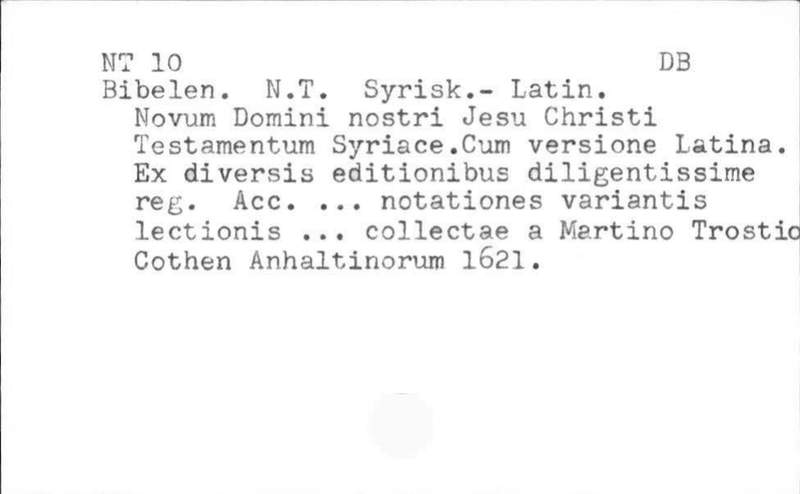 NT 10 DB
Bibelen. N.T. Syrisk.- Latin.
Novum Domini nostri Jesu Christi
Testamentum Syriace.Cum versione Latina.
Ex diversis editionibus diligentissime
reg. Acc. ... notationes variantis
lectionis ... collectae a Martino Trostio
Cothen Anhaltinorum 1621.